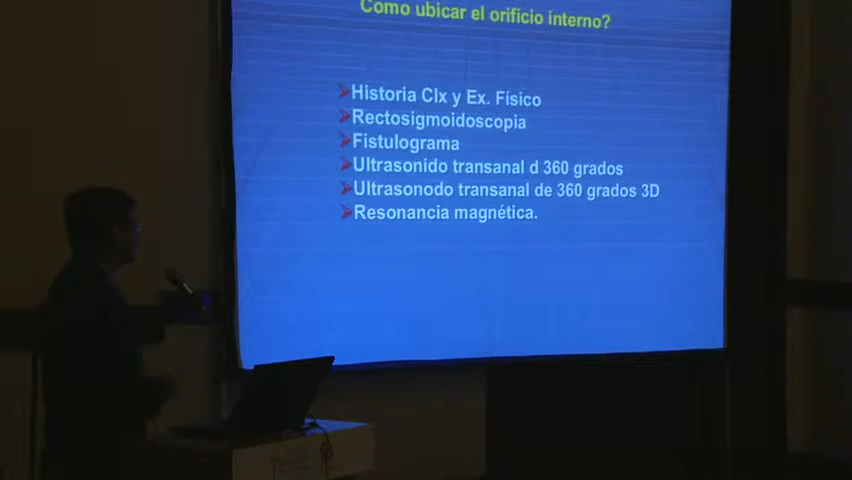 Como ubicar el orificio interno?
Historia Clx y Ex. Físico
Rectosigmoidoscopia
Fistulograma
Ultrasonido transanal d 360 grados
Ultrasonodo transanal de 360 grados 3D
Resonancia magnética.